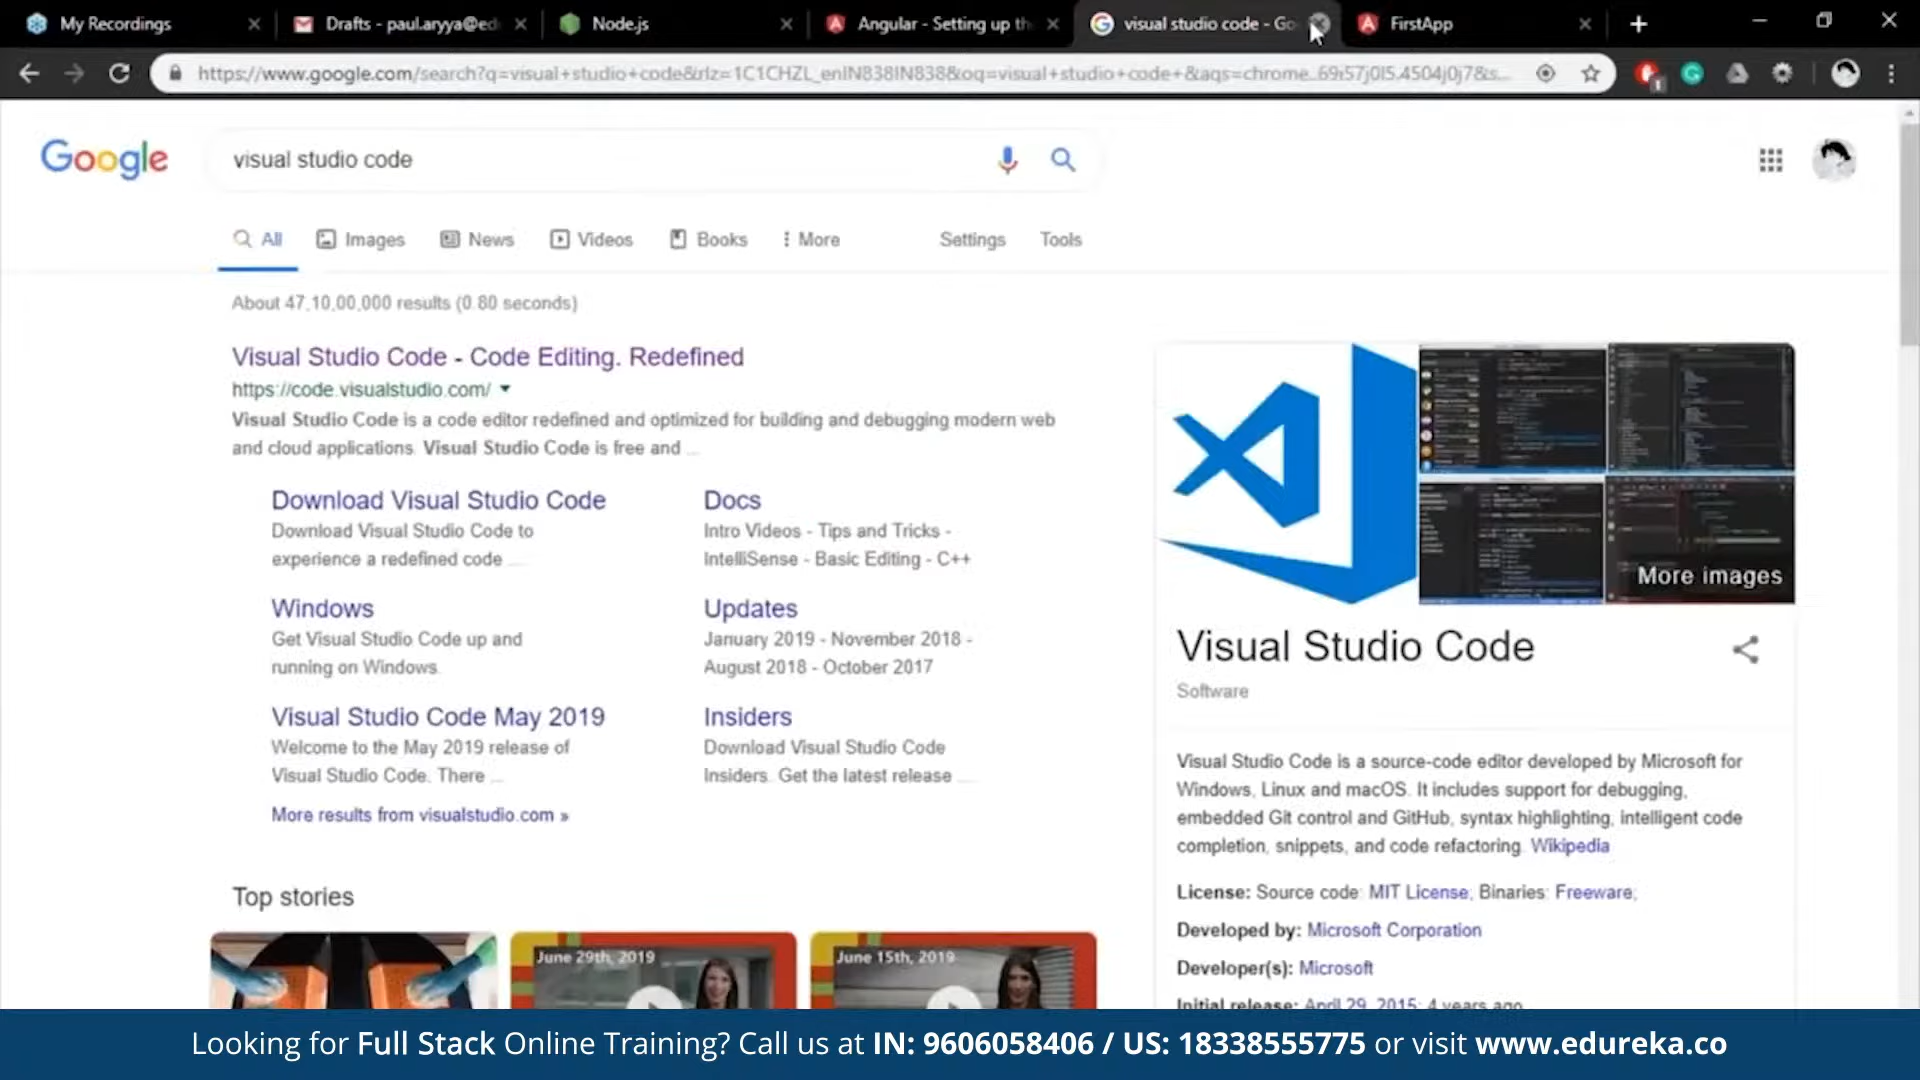 My Recordings
Drafts - paul.aryya@ed
Node.js
Angular - Setting up th
visual studio code - Go
FirstApp
https://www.google.com/search?q=visual+studio+code&rlz=1C1CHZL_enIN838IN838&oq=visual+studio+code+&aqs=chrome..69i57j0l5.4504j0j7&s...
1
Google
visual studio code
All
Images
News
Videos
Books
More
Settings
Tools
About 47,10,00,000 results (0.80 seconds)
Visual Studio Code - Code Editing. Redefined
https://code.visualstudio.com/
Visual Studio Code is a code editor redefined and optimized for building and debugging modern web
and cloud applications. Visual Studio Code is free and ...
Download Visual Studio Code
Download Visual Studio Code to
experience a redefined code ...
Docs
Intro Videos - Tips and Tricks -
IntelliSense - Basic Editing - C++
Windows
Get Visual Studio Code up and
running on Windows.
Updates
January 2019 - November 2018 -
August 2018 - October 2017
Visual Studio Code May 2019
Welcome to the May 2019 release of
Visual Studio Code. There ...
Insiders
Download Visual Studio Code
Insiders. Get the latest release ...
More results from visualstudio.com »
Top stories
June 29th, 2019
June 15th, 2019
More images
Visual Studio Code
Software
Visual Studio Code is a source-code editor developed by Microsoft for
Windows, Linux and macOS. It includes support for debugging,
embedded Git control and GitHub, syntax highlighting, intelligent code
completion, snippets, and code refactoring. Wikipedia
License: Source code: MIT License; Binaries: Freeware;
Developed by: Microsoft Corporation
Developer(s): Microsoft
Initial release: April 29, 2015; 4 years ago
Looking for Full Stack Online Training? Call us at IN: 9606058406 / US: 18338555775 or visit www.edureka.co